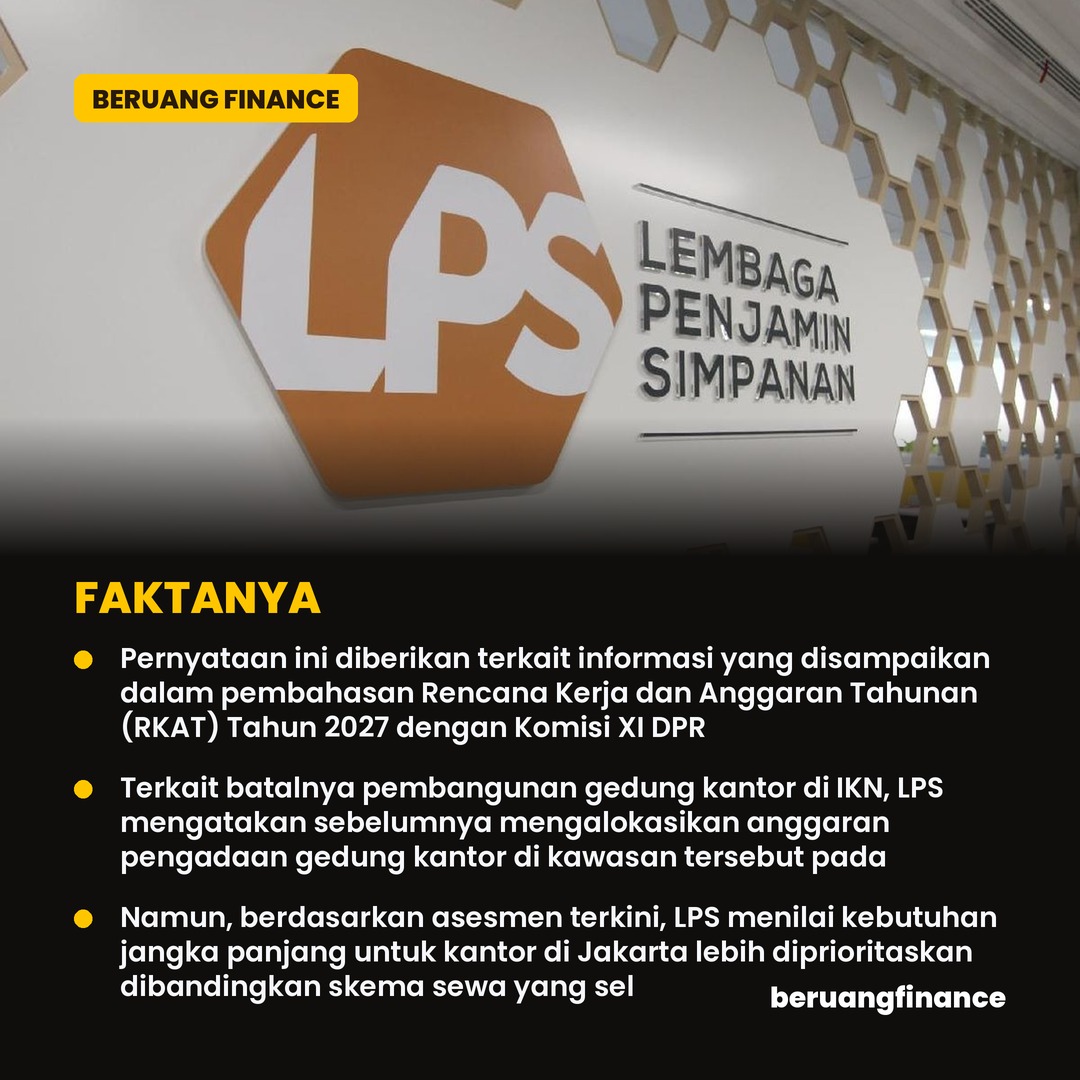 BERUANG FINANCE
LPS
LEMBAGA
PENJAMIN
SIMPANAN
FAKTANYA
Pernyataan ini diberikan terkait informasi yang disampaikan
dalam pembahasan Rencana Kerja dan Anggaran Tahunan
(RKAT) Tahun 2027 dengan Komisi XI DPR
Terkait batalnya pembangunan gedung kantor di IKN, LPS
mengatakan sebelumnya mengalokasikan anggaran
pengadaan gedung kantor di kawasan tersebut pada
Namun, berdasarkan asesmen terkini, LPS menilai kebutuhan
jangka panjang untuk kantor di Jakarta lebih diprioritaskan
dibandingkan skema sewa yang sel
beruangfinance